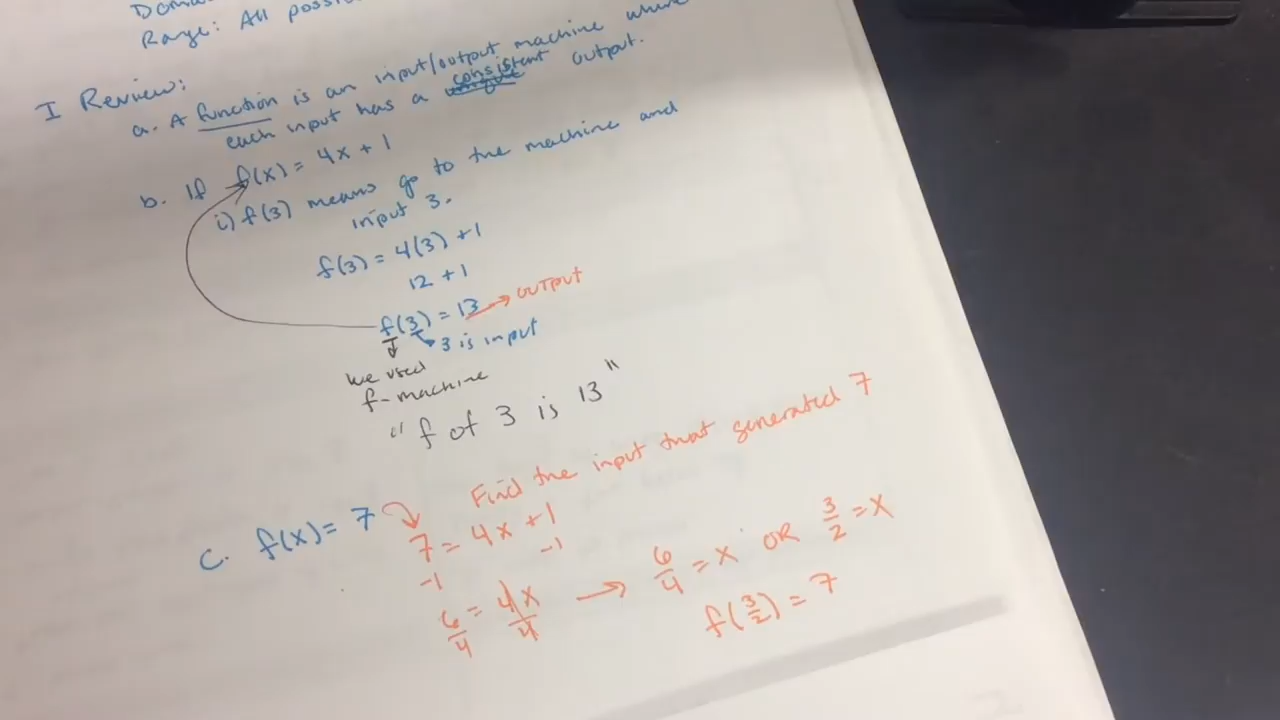 Doma
Range: All possi
I Review:
a. A function is an input/output machine where
each input has a consistent output.
b. If f(x) = 4x + 1
i) f(3) means go to the machine and
input 3.
f(3) = 4(3) + 1
12 + 1
f(3) = 13 → OUTPUT
3 is input
we used
f-machine
"f of 3 is 13"
Find the input that generated 7
c. f(x) = 7
7 = 4x + 1
-1 -1
6/4 = 4x/4 → 6/4 = x OR 3/2 = x
f(3/2) = 7